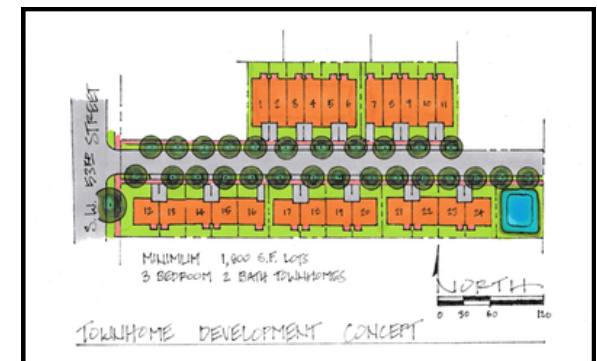 1 2 3 4 5 6 7 8 9 10 11
S.W. 53RD STREET
12 13 14 15 16 17 18 19 20 21 22 23 24
MINIMUM 1,800 S.F. LOTS
3 BEDROOM 2 BATH TOWNHOMES
NORTH
0 30 60 120
TOWNHOME DEVELOPMENT CONCEPT